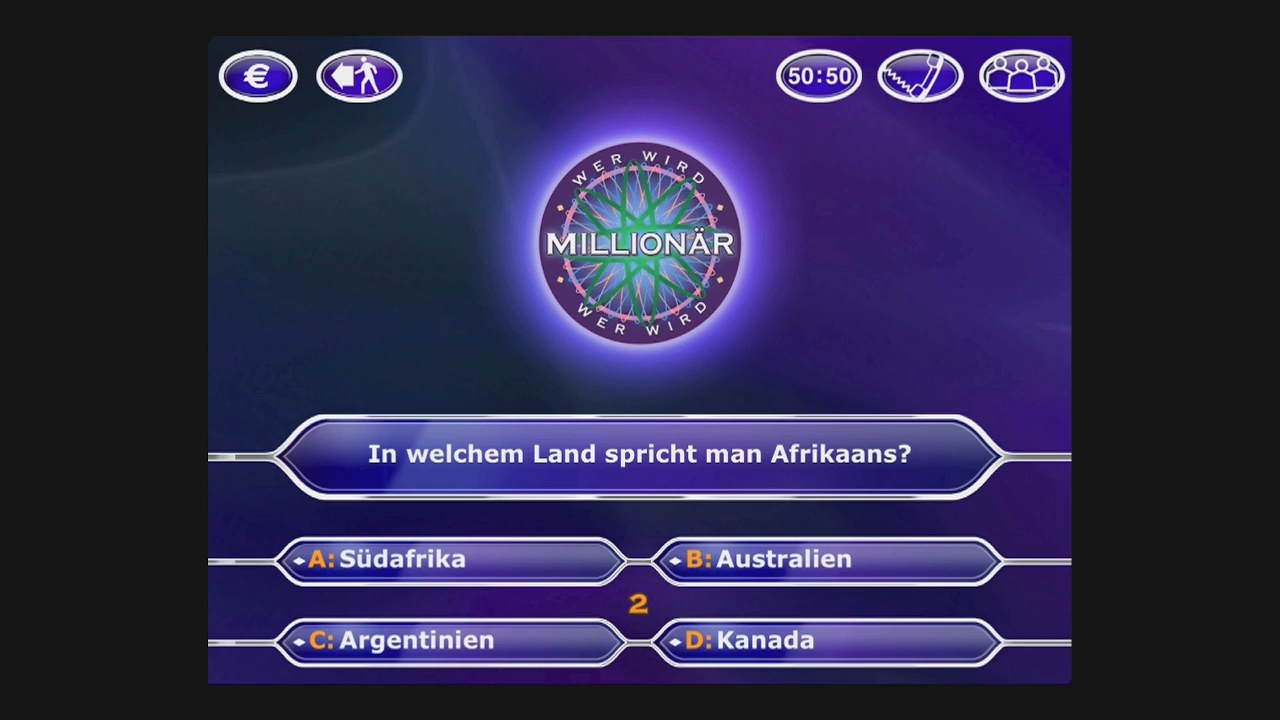 €
50:50
WER WIRD
MILLIONÄR
WER WIRD
In welchem Land spricht man Afrikaans?
A: Südafrika
B: Australien
2
C: Argentinien
D: Kanada